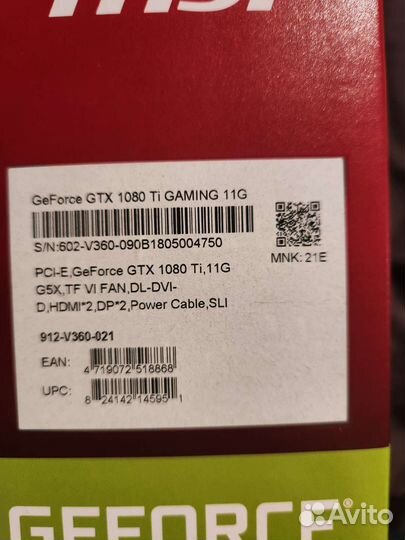 msi
GeForce GTX 1080 Ti GAMING 11G
S/N:602-V360-090B1805004750
MNK: 21E
PCI-E,GeForce GTX 1080 Ti,11G
G5X,TF VI FAN,DL-DVI-
D,HDMI*2,DP*2,Power Cable,SLI
912-V360-021
EAN:
4 719072 518868
UPC:
8 24142 14595 1
GEFORCE
Avito